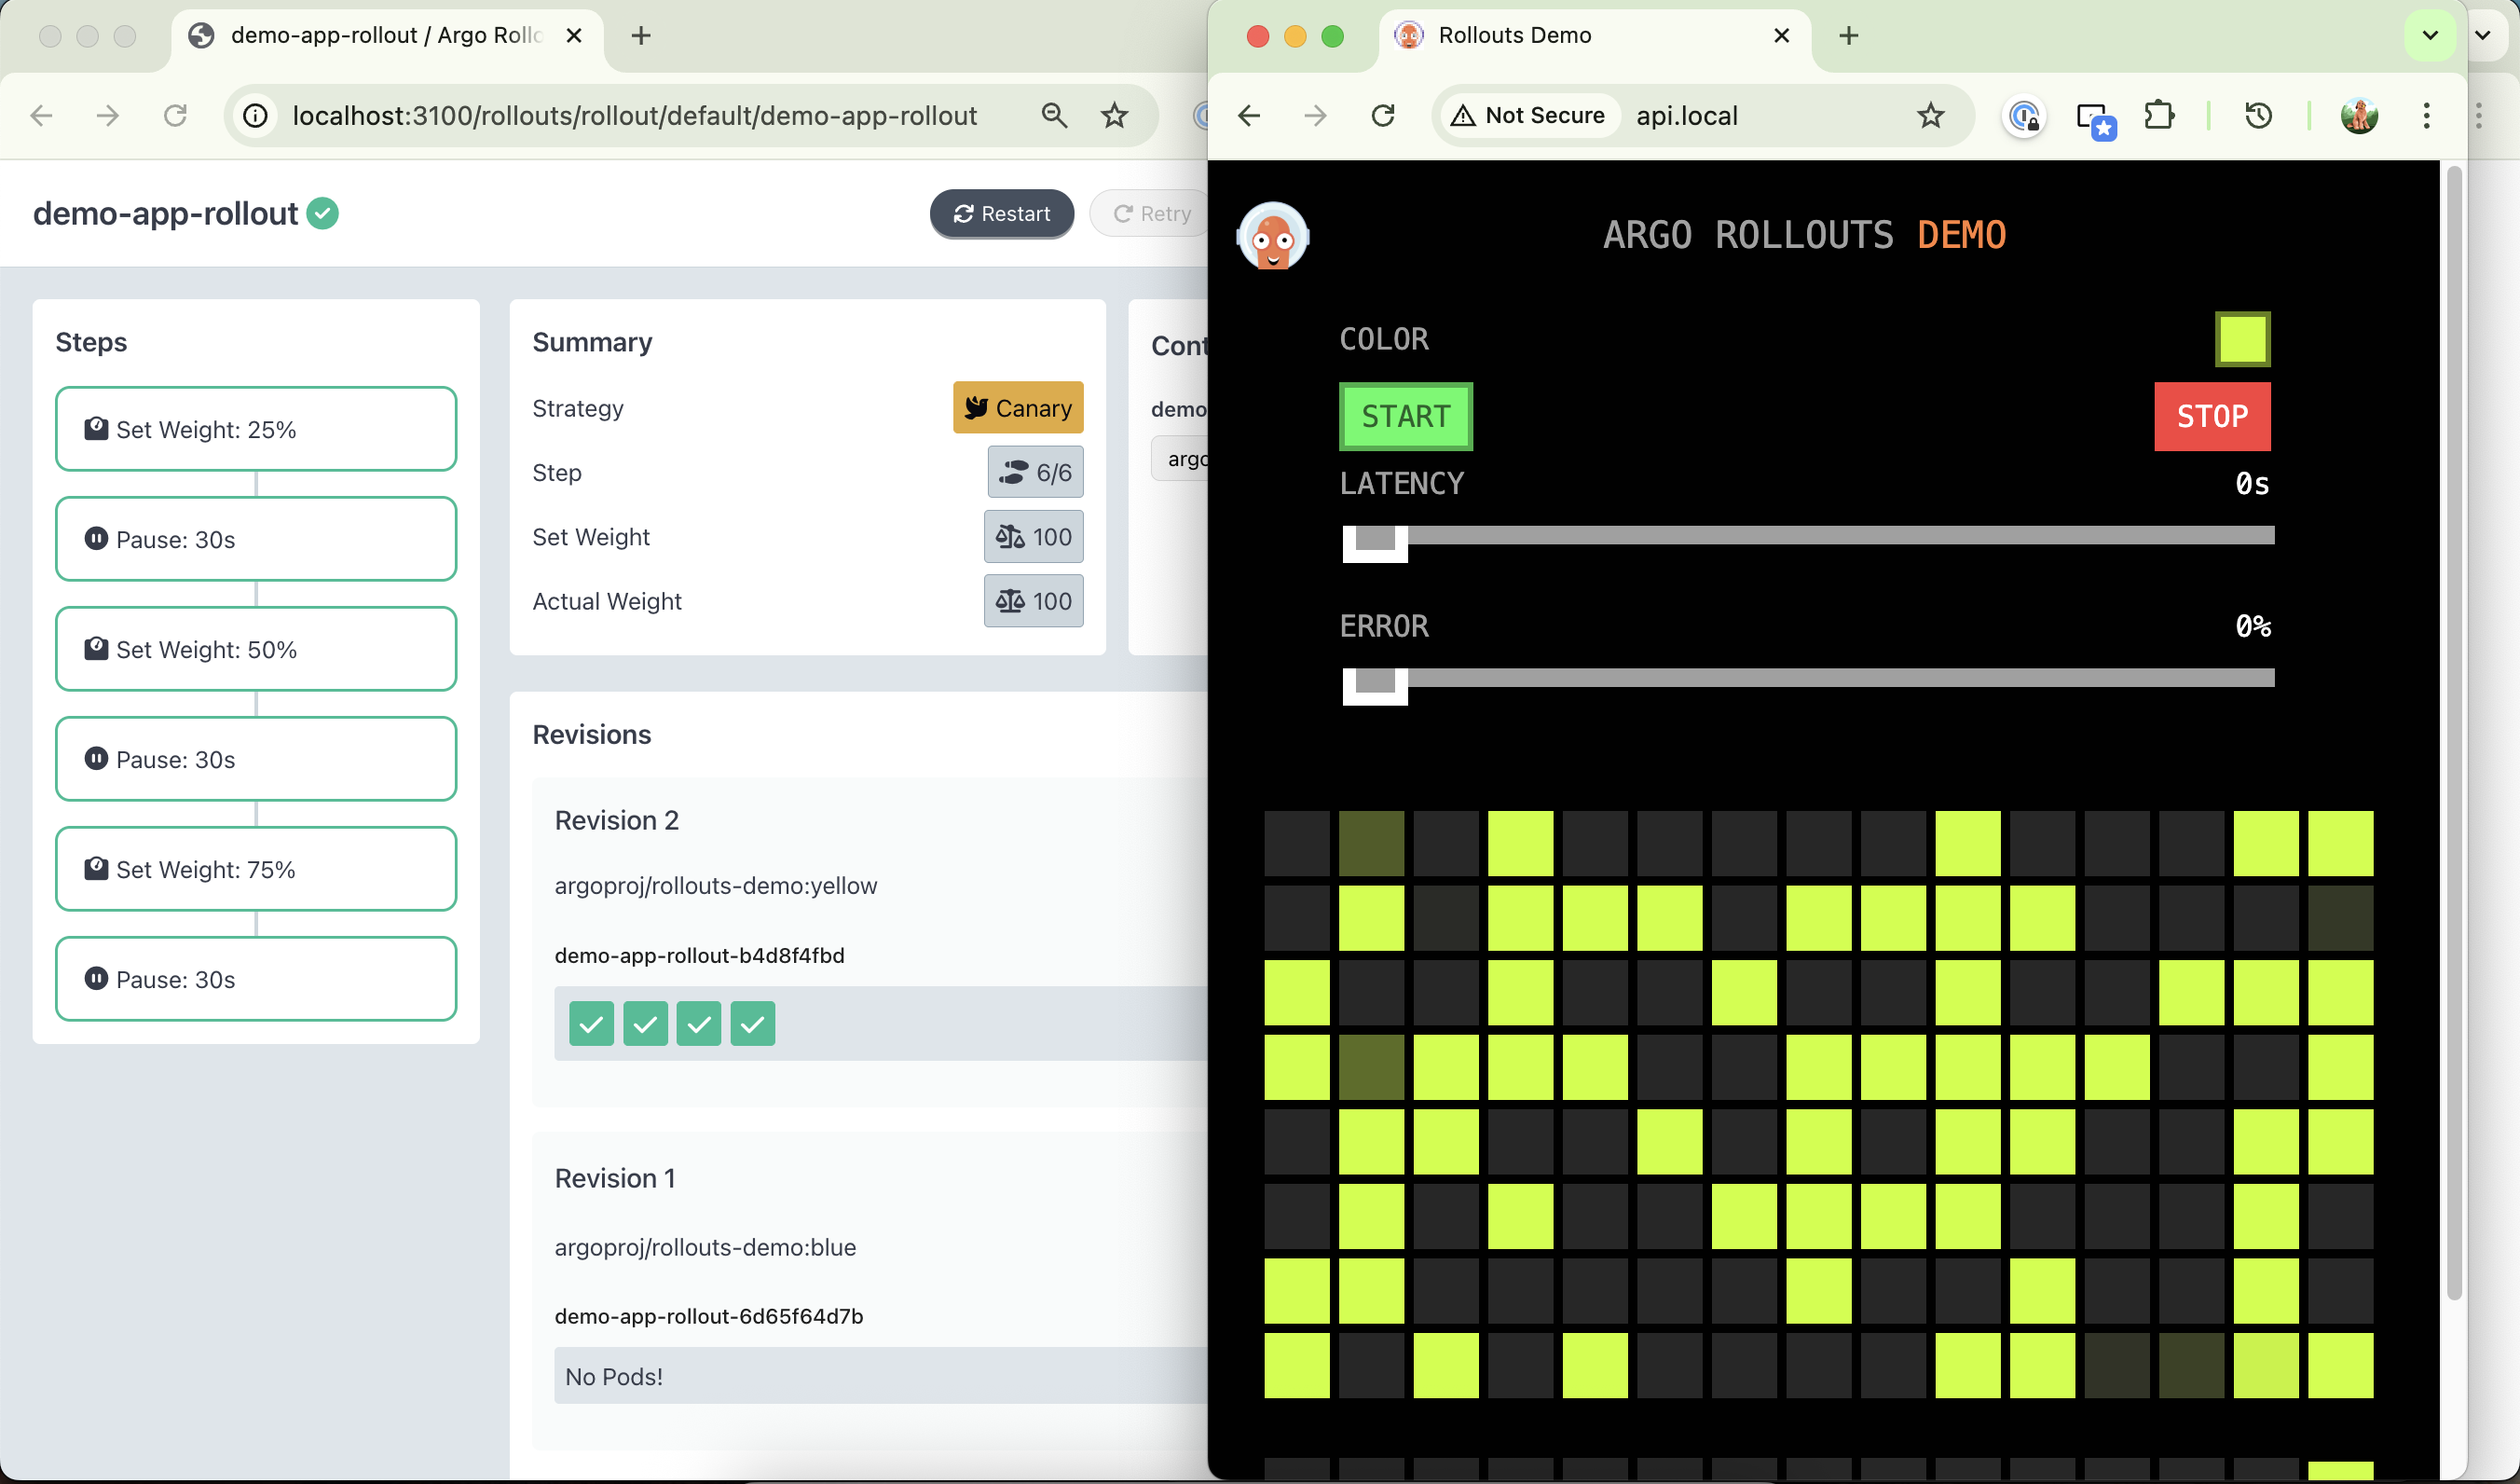 demo-app-rollout / Argo Rollo
localhost:3100/rollouts/rollout/default/demo-app-rollout
demo-app-rollout
Restart
Retry
Steps
Set Weight: 25%
Pause: 30s
Set Weight: 50%
Pause: 30s
Set Weight: 75%
Pause: 30s
Summary
Strategy
Canary
Step
6/6
Set Weight
100
Actual Weight
100
Cont
demo
argo
Revisions
Revision 2
argoproj/rollouts-demo:yellow
demo-app-rollout-b4d8f4fbd
Revision 1
argoproj/rollouts-demo:blue
demo-app-rollout-6d65f64d7b
No Pods!
Rollouts Demo
Not Secure
api.local
ARGO ROLLOUTS DEMO
COLOR
START
STOP
LATENCY
0s
ERROR
0%